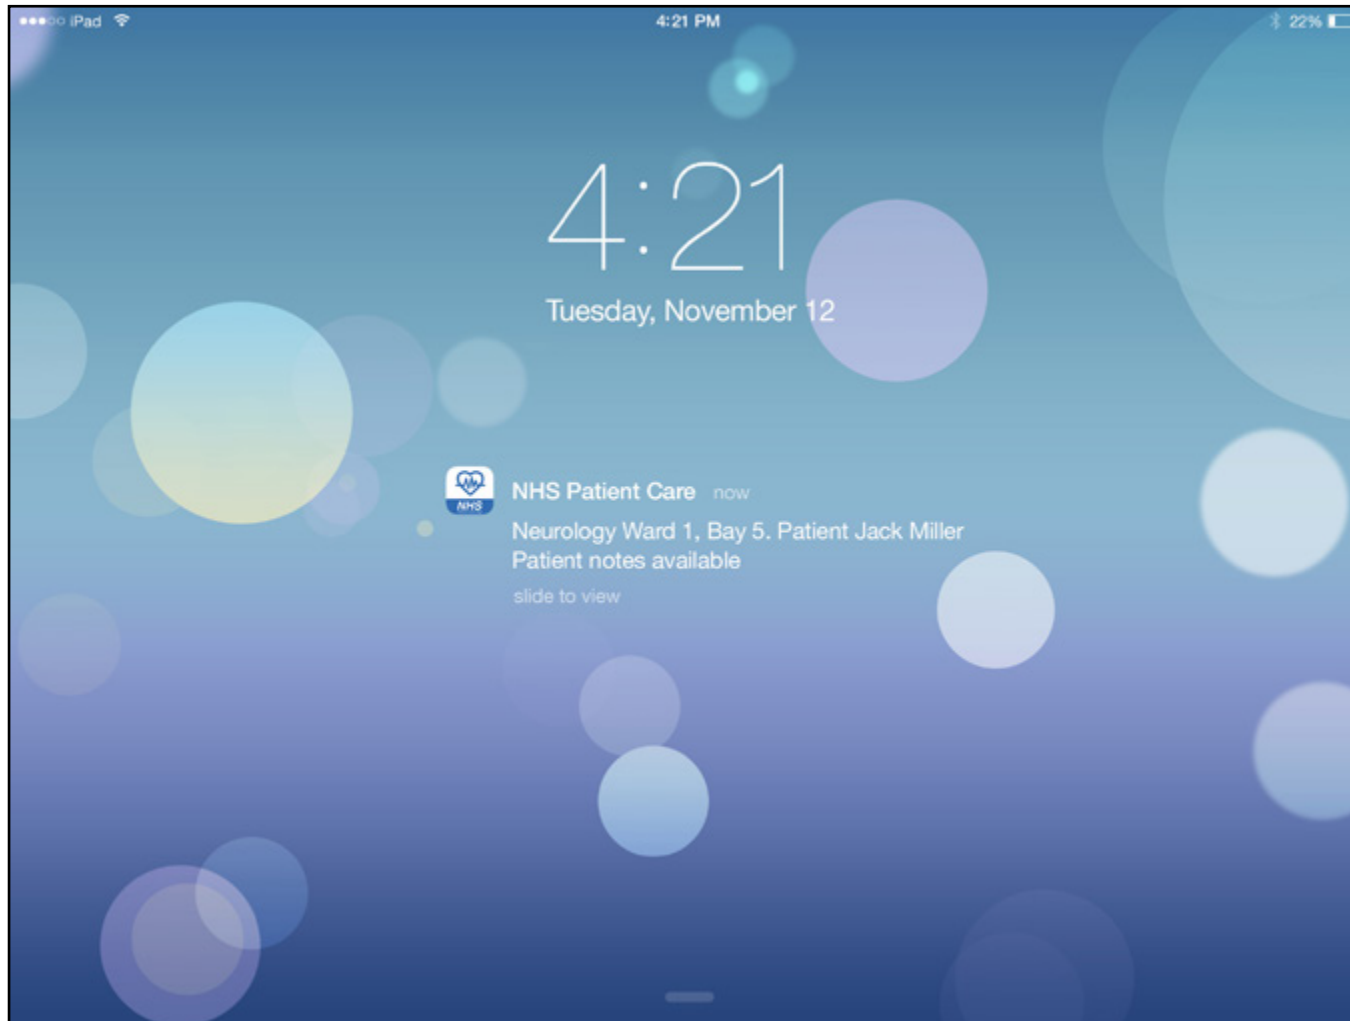 iPad 4:21 PM 22%
4:21
Tuesday, November 12
NHS Patient Care now
NHS
Neurology Ward 1, Bay 5. Patient Jack Miller
Patient notes available
slide to view